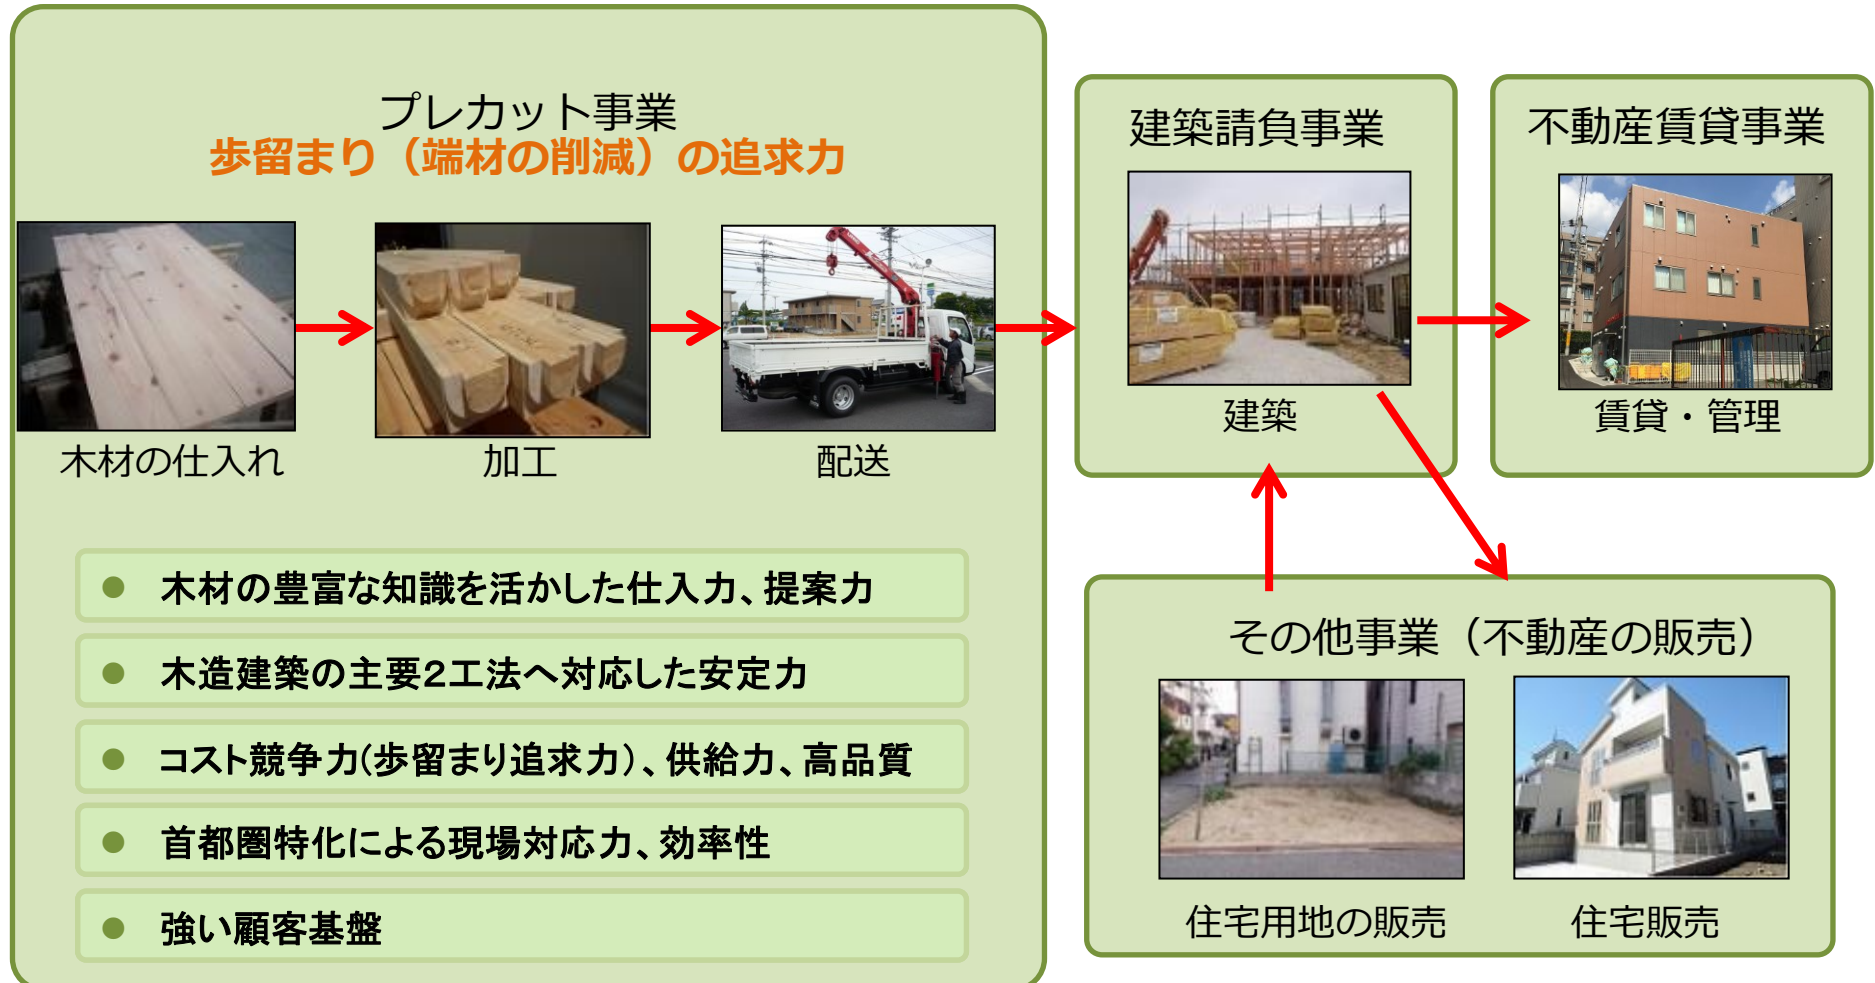 プレカット事業
歩留まり（端材の削減）の追求力
木材の仕入れ
加工
配送
木材の豊富な知識を活かした仕入力、提案力
木造建築の主要2工法へ対応した安定力
コスト競争力(歩留まり追求力)、供給力、高品質
首都圏特化による現場対応力、効率性
強い顧客基盤
建築請負事業
建築
不動産賃貸事業
賃貸・管理
その他事業（不動産の販売）
住宅用地の販売
住宅販売